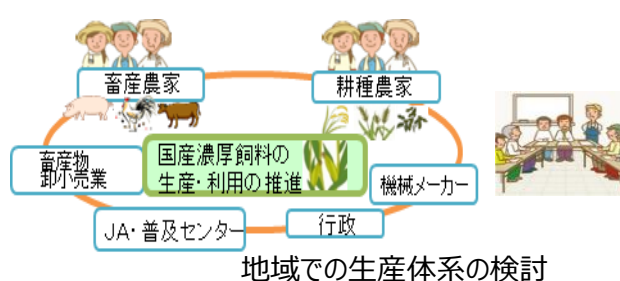 畜産農家
耕種農家
畜産物
卸小売業
国産濃厚飼料の
生産・利用の推進
機械メーカー
JA・普及センター
行政
地域での生産体系の検討